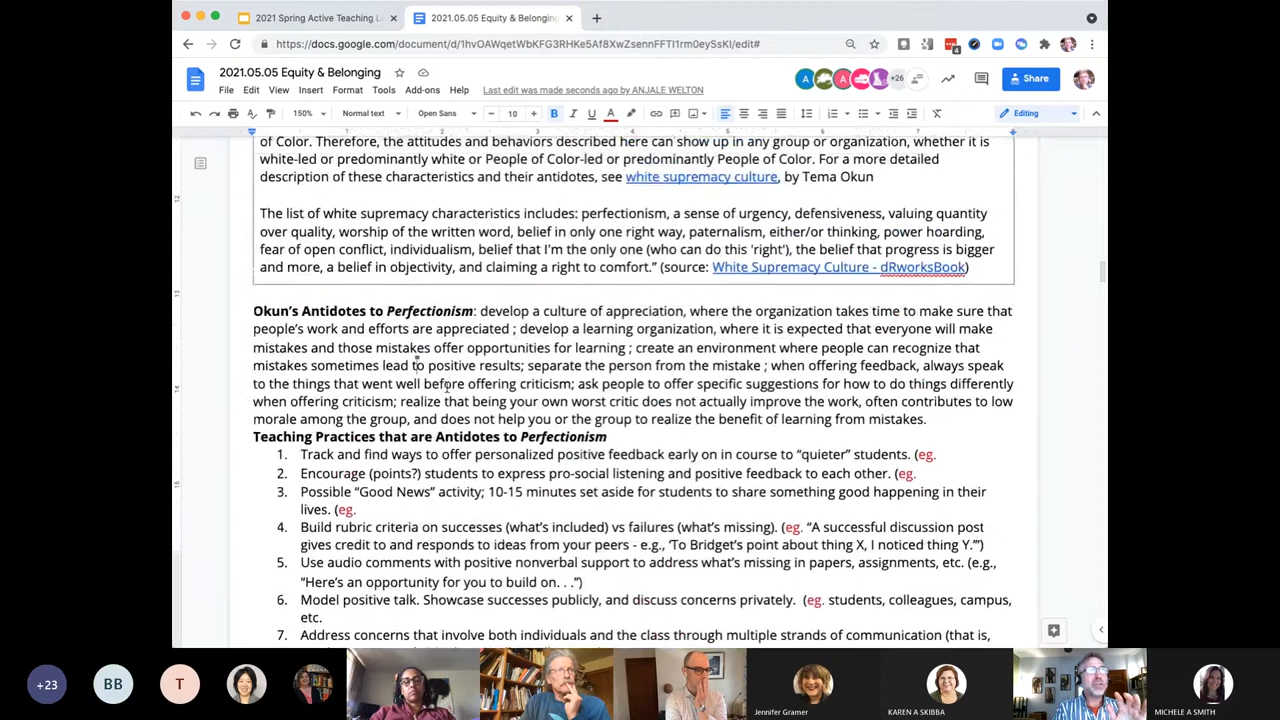 2021 Spring Active Teaching L
2021.05.05 Equity & Belonging
https://docs.google.com/document/d/1hvOAWqetWbKFG3RHKe5Af8XwZsennFFTI1rm0eySsKI/edit#
4
2021.05.05 Equity & Belonging
File Edit View Insert Format Tools Add-ons Help Last edit was made seconds ago by ANJALE WELTON
A A +26 Share
150% Normal text Open Sans 10 B I U A Editing
1 2 3 4 5 6 7
of Color. Therefore, the attitudes and behaviors described here can show up in any group or organization, whether it is
white-led or predominantly white or People of Color-led or predominantly People of Color. For a more detailed
description of these characteristics and their antidotes, see white supremacy culture, by Tema Okun
The list of white supremacy characteristics includes: perfectionism, a sense of urgency, defensiveness, valuing quantity
over quality, worship of the written word, belief in only one right way, paternalism, either/or thinking, power hoarding,
fear of open conflict, individualism, belief that I'm the only one (who can do this 'right'), the belief that progress is bigger
and more, a belief in objectivity, and claiming a right to comfort.” (source: White Supremacy Culture - dRworksBook)
Okun’s Antidotes to Perfectionism: develop a culture of appreciation, where the organization takes time to make sure that
people’s work and efforts are appreciated ; develop a learning organization, where it is expected that everyone will make
mistakes and those mistakes offer opportunities for learning ; create an environment where people can recognize that
mistakes sometimes lead to positive results; separate the person from the mistake ; when offering feedback, always speak
to the things that went well before offering criticism; ask people to offer specific suggestions for how to do things differently
when offering criticism; realize that being your own worst critic does not actually improve the work, often contributes to low
morale among the group, and does not help you or the group to realize the benefit of learning from mistakes.
Teaching Practices that are Antidotes to Perfectionism
1. Track and find ways to offer personalized positive feedback early on in course to “quieter” students. (eg.
2. Encourage (points?) students to express pro-social listening and positive feedback to each other. (eg.
3. Possible “Good News” activity; 10-15 minutes set aside for students to share something good happening in their
lives. (eg.
4. Build rubric criteria on successes (what’s included) vs failures (what’s missing). (eg. “A successful discussion post
gives credit to and responds to ideas from your peers - e.g., ‘To Bridget’s point about thing X, I noticed thing Y.’”)
5. Use audio comments with positive nonverbal support to address what’s missing in papers, assignments, etc. (e.g.,
“Here’s an opportunity for you to build on. . .”)
6. Model positive talk. Showcase successes publicly, and discuss concerns privately. (eg. students, colleagues, campus,
etc.
7. Address concerns that involve both individuals and the class through multiple strands of communication (that is,
+23 BB T
Jennifer Gramer KAREN A SKIBBA MICHELE A SMITH